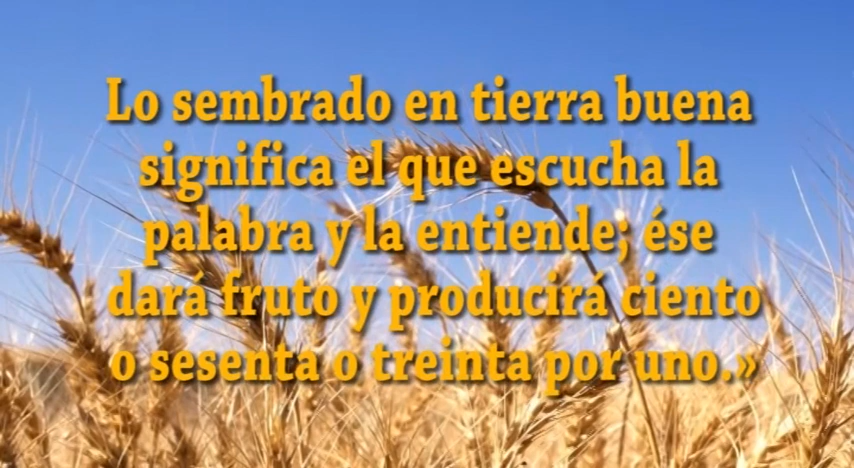 Lo sembrado en tierra buena
significa el que escucha la
palabra y la entiende; ése
dará fruto y producirá ciento
o sesenta o treinta por uno.»